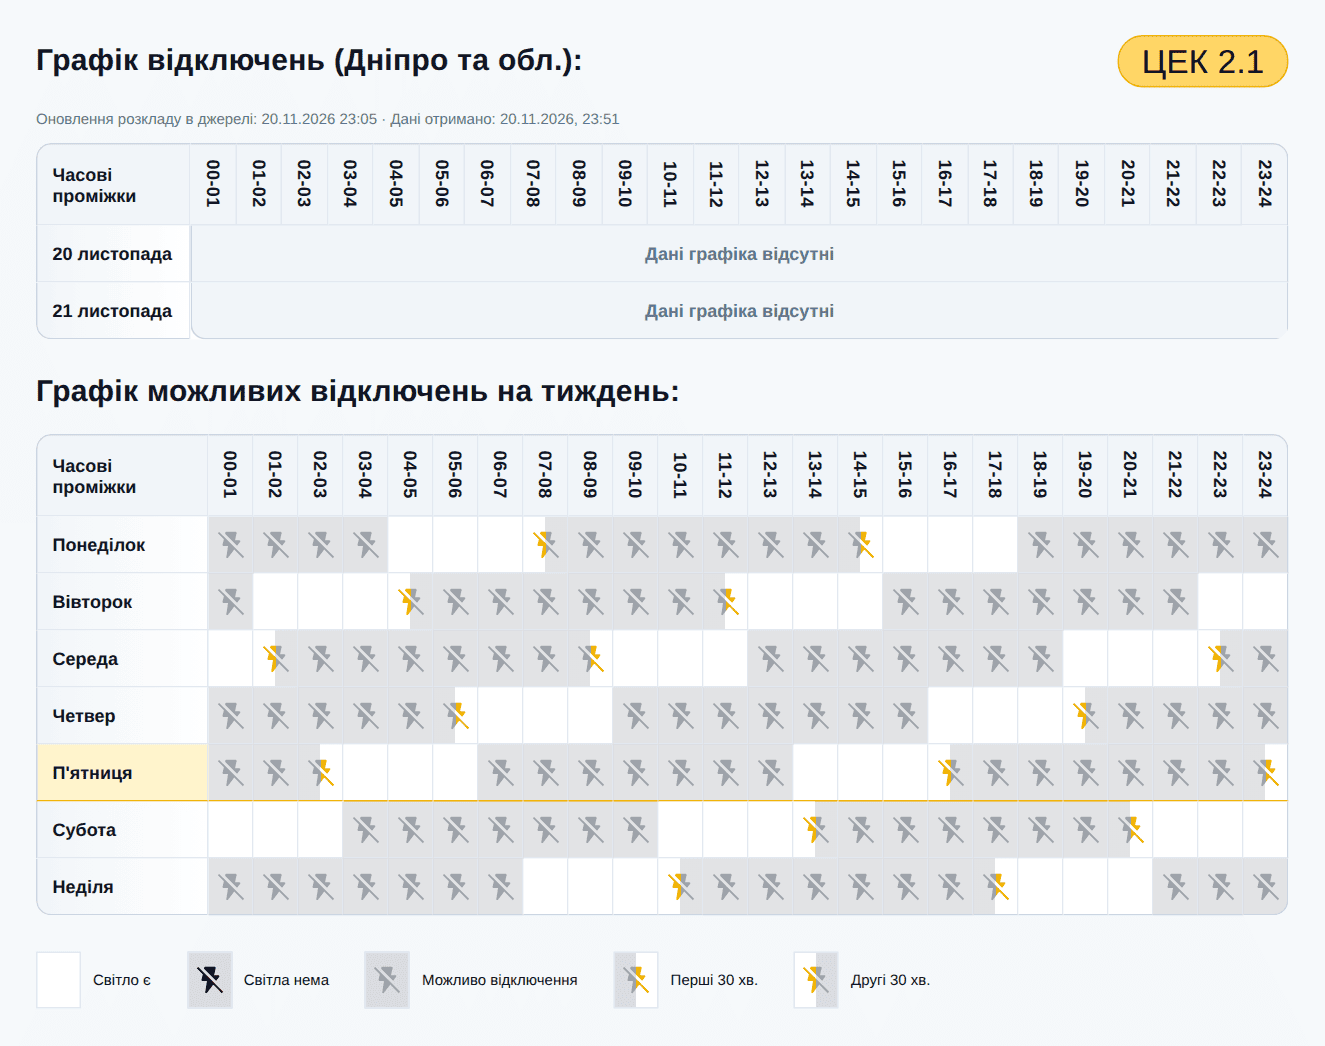 Графік відключень (Дніпро та обл.):
ЦЕК 2.1
Оновлення розкладу в джерелі: 20.11.2026 23:05 · Дані отримано: 20.11.2026, 23:51
Часові
проміжки
00-01 01-02 02-03 03-04 04-05 05-06 06-07 07-08 08-09 09-10 10-11 11-12 12-13 13-14 14-15 15-16 16-17 17-18 18-19 19-20 20-21 21-22 22-23 23-24
20 листопада Дані графіка відсутні
21 листопада Дані графіка відсутні
Графік можливих відключень на тиждень:
Часові
проміжки
00-01 01-02 02-03 03-04 04-05 05-06 06-07 07-08 08-09 09-10 10-11 11-12 12-13 13-14 14-15 15-16 16-17 17-18 18-19 19-20 20-21 21-22 22-23 23-24
Понеділок
Вівторок
Середа
Четвер
П'ятниця
Субота
Неділя
Світло є Світла нема Можливо відключення Перші 30 хв. Другі 30 хв.